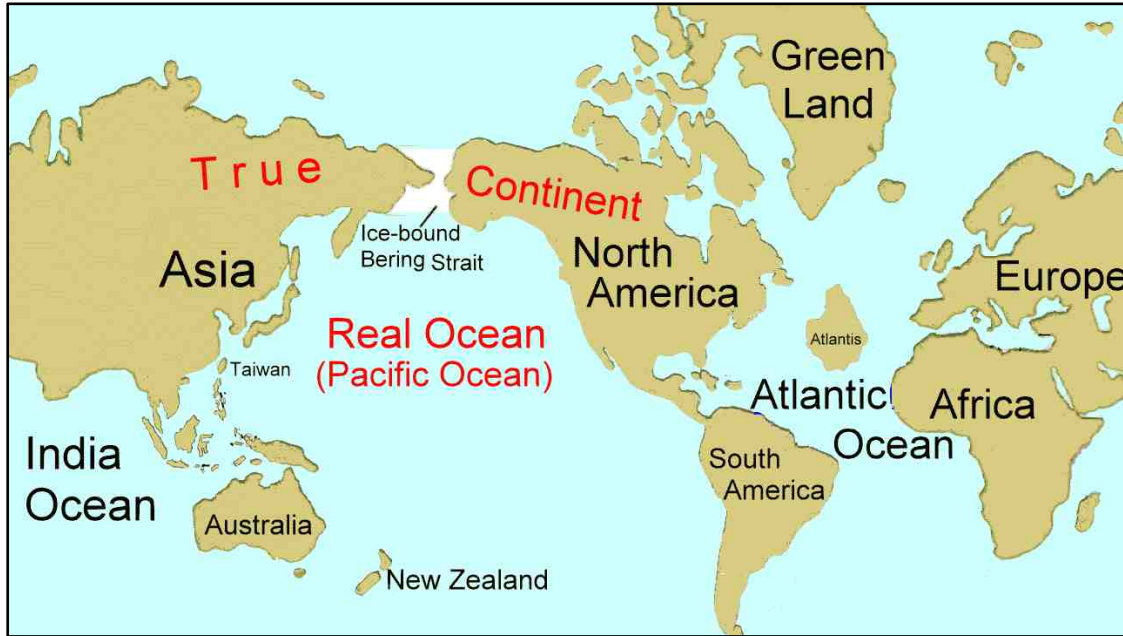 Green
Land
True
Continent
Ice-bound
Bering Strait
Asia
North
America
Europe
Real Ocean
(Pacific Ocean)
Atlantis
Taiwan
Atlantic
Ocean
Africa
India
Ocean
South
America
Australia
New Zealand